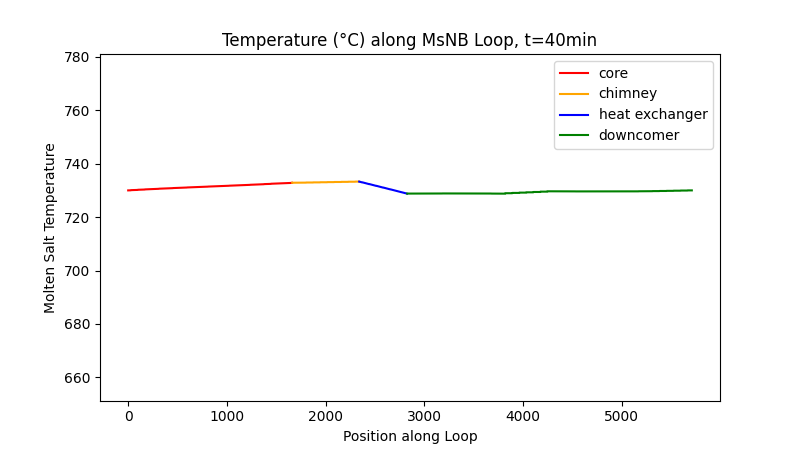 Temperature (°C) along MsNB Loop, t=40min
core
chimney
heat exchanger
downcomer
Molten Salt Temperature
780
760
740
720
700
680
660
0 1000 2000 3000 4000 5000
Position along Loop